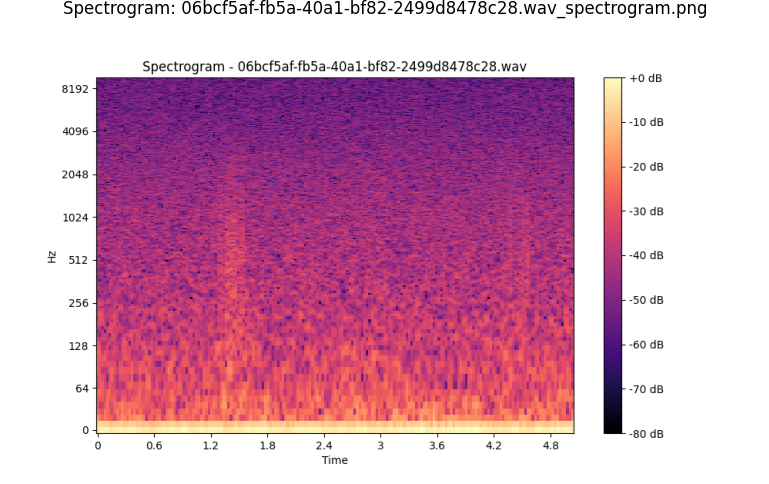 Spectrogram: 06bcf5af-fb5a-40a1-bf82-2499d8478c28.wav_spectrogram.png
Spectrogram - 06bcf5af-fb5a-40a1-bf82-2499d8478c28.wav
8192
4096
2048
1024
512
256
128
64
0
Hz
0 0.6 1.2 1.8 2.4 3 3.6 4.2 4.8
Time
+0 dB
-10 dB
-20 dB
-30 dB
-40 dB
-50 dB
-60 dB
-70 dB
-80 dB